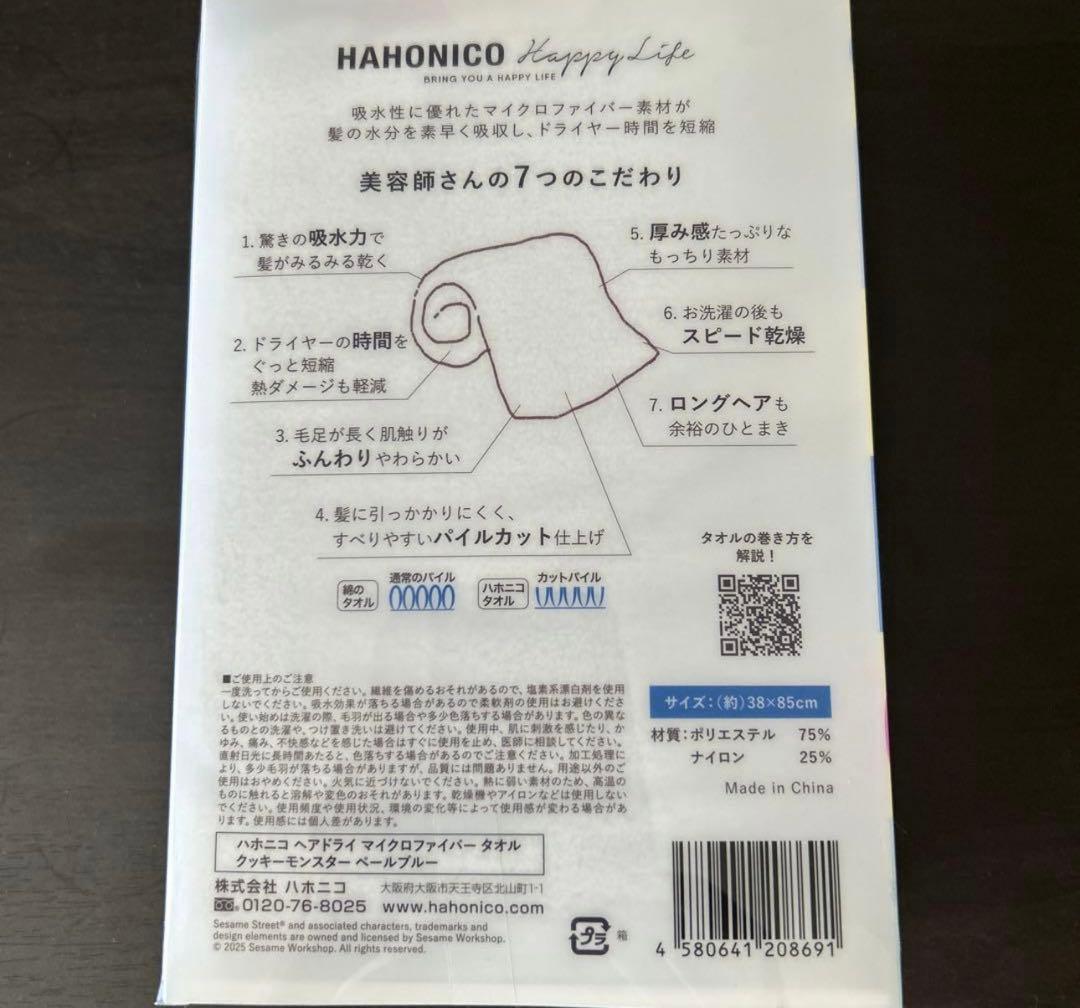 HAHONICO Happy Life
BRING YOU A HAPPY LIFE
吸水性に優れたマイクロファイバー素材が
髪の水分を素早く吸収し、ドライヤー時間を短縮
美容師さんの7つのこだわり
1. 驚きの吸水力で
髪がみるみる乾く
2. ドライヤーの時間を
ぐっと短縮
熱ダメージも軽減
3. 毛足が長く肌触りが
ふんわりやわらかい
4. 髪に引っかかりにくく、
すべりやすいパイルカット仕上げ
5. 厚み感たっぷりな
もっちり素材
6. お洗濯の後も
スピード乾燥
7. ロングヘアも
余裕のひとまき
綿の
タオル
通常のパイル
ハホニコ
タオル
カットパイル
タオルの巻き方を
解説!
■ご使用上のご注意
一度洗ってからご使用ください。繊維を傷めるおそれがあるので、塩素系漂白剤を使用
しないでください。吸水効果が落ちる場合があるので柔軟剤の使用はお避けくださ
い。使い始めは洗濯の際、毛羽が出る場合や多少色落ちする場合があります。色の異な
るものとの洗濯や、つけ置き洗いは避けてください。使用中、肌に刺激を感じたり、か
ゆみ、痛み、不快感などを感じた場合はすぐに使用を止め、医師に相談してください。
直射日光に長時間あたると、色落ちする場合があるのでご注意ください。加工処理によ
り、多少毛羽が落ちる場合がありますが、品質には問題ありません。用途以外のご
使用はおやめください。火気に近づけないでください。熱に弱い素材のため、高温の
ものに触れると溶解や変色のおそれがあります。乾燥機やアイロンなどは使用しない
でください。使用頻度や使用状況、環境の変化等によって使用感が変わる場合があ
ります。使用感には個人差があります。
サイズ:(約)38×85cm
材質:ポリエステル 75%
ナイロン 25%
Made in China
ハホニコ ヘアドライ マイクロファイバー タオル
クッキーモンスター ペールブルー
株式会社 ハホニコ 大阪府大阪市天王寺区北山町1-1
0120-76-8025 www.hahonico.com
Sesame Street® and associated characters, trademarks and
design elements are owned and licensed by Sesame Workshop.
© 2025 Sesame Workshop. All rights reserved.
プラ 箱
4 580641 208691